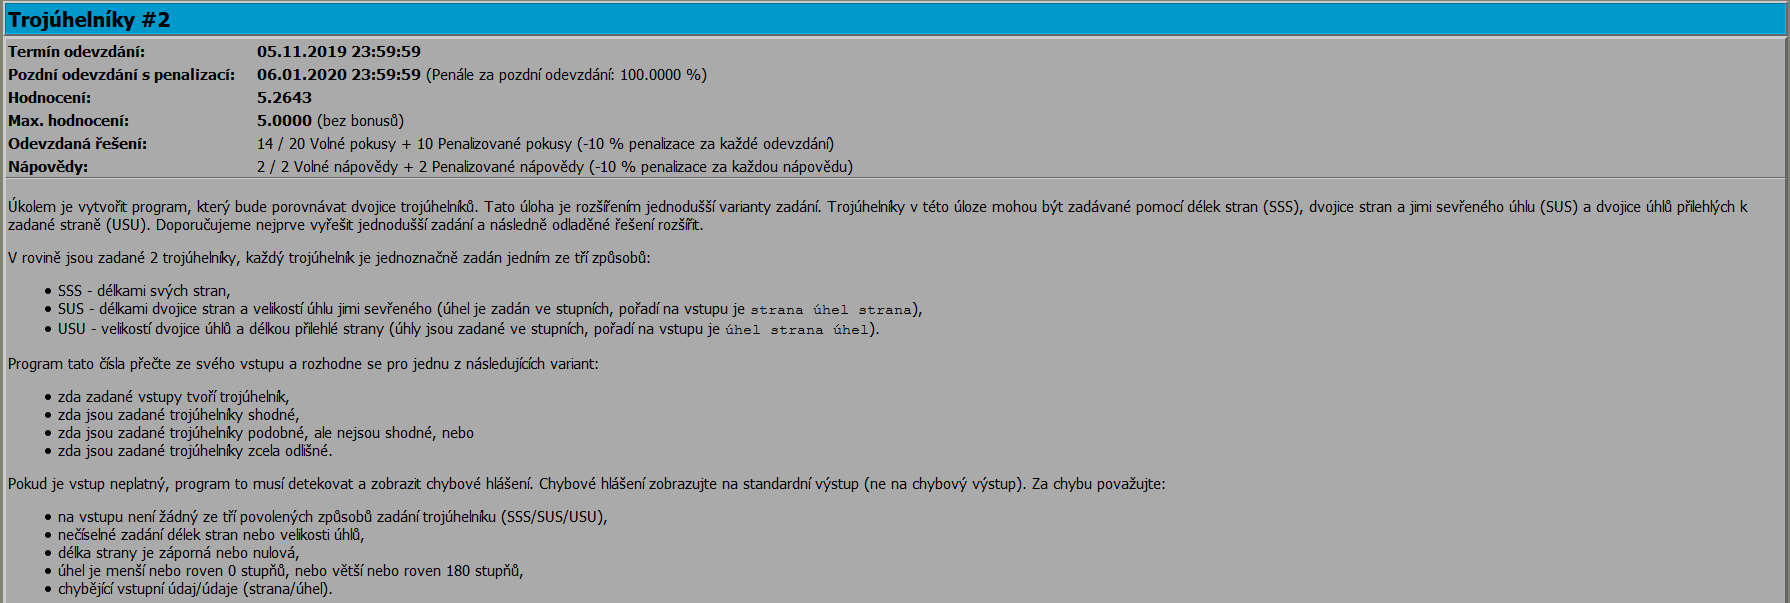 Trojúhelníky #2
Termín odevzdání: 05.11.2019 23:59:59
Pozdní odevzdání s penalizací: 06.01.2020 23:59:59 (Penále za pozdní odevzdání: 100.0000 %)
Hodnocení: 5.2643
Max. hodnocení: 5.0000 (bez bonusů)
Odevzdaná řešení: 14 / 20 Volné pokusy + 10 Penalizované pokusy (-10 % penalizace za každé odevzdání)
Nápovědy: 2 / 2 Volné nápovědy + 2 Penalizované nápovědy (-10 % penalizace za každou nápovědu)
Úkolem je vytvořit program, který bude porovnávat dvojice trojúhelníků. Tato úloha je rozšířením jednodušší varianty zadání. Trojúhelníky v této úloze mohou být zadávané pomocí délek stran (SSS), dvojice stran a jimi sevřeného úhlu (SUS) a dvojice úhlů přilehlých k
zadané straně (USU). Doporučujeme nejprve vyřešit jednodušší zadání a následně odladěné řešení rozšířit.
V rovině jsou zadané 2 trojúhelníky, každý trojúhelník je jednoznačně zadán jedním ze tří způsobů:
• SSS - délkami svých stran,
• SUS - délkami dvojice stran a velikostí úhlu jimi sevřeného (úhel je zadán ve stupních, pořadí na vstupu je strana úhel strana),
• USU - velikostí dvojice úhlů a délkou přilehlé strany (úhly jsou zadané ve stupních, pořadí na vstupu je úhel strana úhel).
Program tato čísla přečte ze svého vstupu a rozhodne se pro jednu z následujících variant:
• zda zadané vstupy tvoří trojúhelník,
• zda jsou zadané trojúhelníky shodné,
• zda jsou zadané trojúhelníky podobné, ale nejsou shodné, nebo
• zda jsou zadané trojúhelníky zcela odlišné.
Pokud je vstup neplatný, program to musí detekovat a zobrazit chybové hlášení. Chybové hlášení zobrazujte na standardní výstup (ne na chybový výstup). Za chybu považujte:
• na vstupu není žádný ze tří povolených způsobů zadání trojúhelníku (SSS/SUS/USU),
• nečíselné zadání délek stran nebo velikosti úhlů,
• délka strany je záporná nebo nulová,
• úhel je menší nebo roven 0 stupňů, nebo větší nebo roven 180 stupňů,
• chybějící vstupní údaj/údaje (strana/úhel).